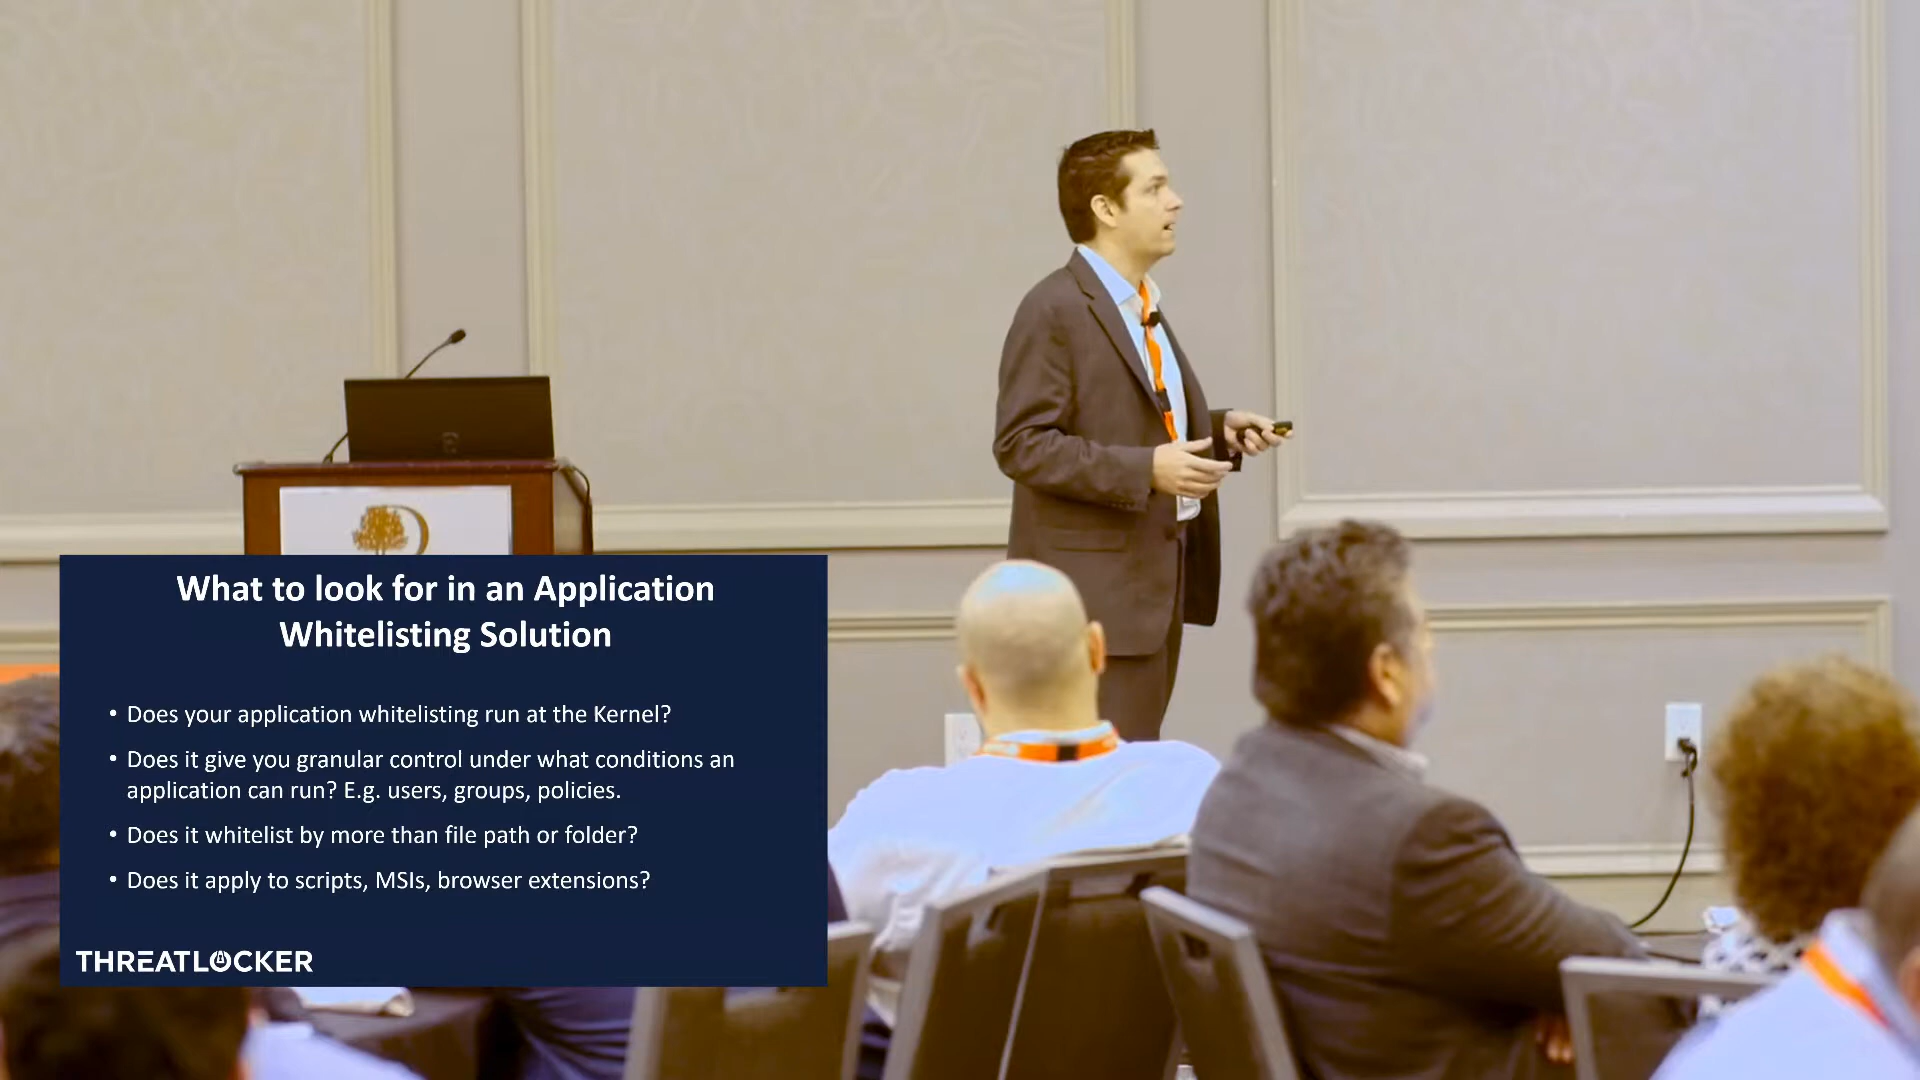 What to look for in an Application
Whitelisting Solution
• Does your application whitelisting run at the Kernel?
• Does it give you granular control under what conditions an
application can run? E.g. users, groups, policies.
• Does it whitelist by more than file path or folder?
• Does it apply to scripts, MSIs, browser extensions?
THREATLOCKER